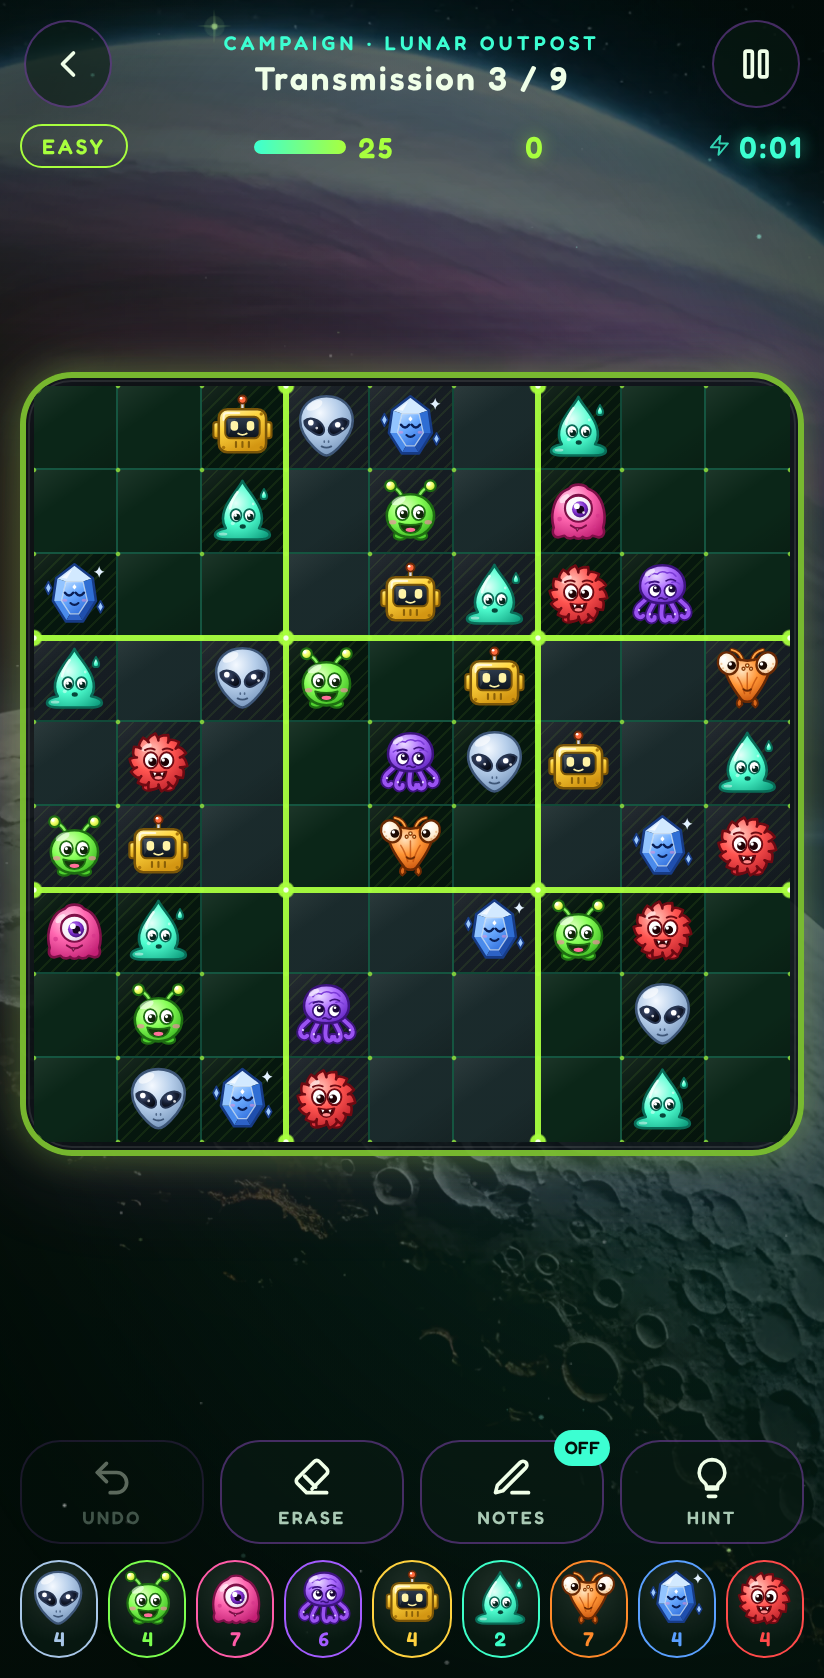 CAMPAIGN · LUNAR OUTPOST
Transmission 3 / 9
EASY
25
0
0:01
OFF
UNDO
ERASE
NOTES
HINT
4
4
7
6
4
2
7
4
4